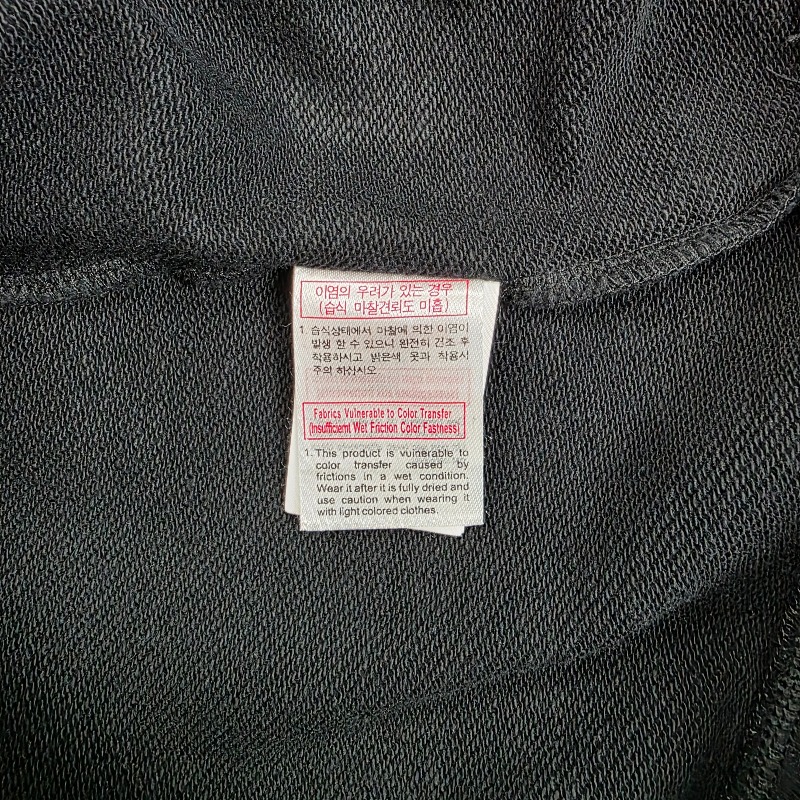 이염의 우려가 있는 경우
(습식 마찰견뢰도 미흡)
1. 습식상태에서 마찰에 의한 이염이
발생 할 수 있으니 완전히 건조 후
착용하시고 밝은색 옷과 착용시
주의 하십시오.
Fabrics Vulnerable to Color Transfer
(Insufficient Wet Friction Color Fastness)
1. This product is vulnerable to
color transfer caused by
frictions in a wet condition.
Wear it after it is fully dried and
use caution when wearing it
with light colored clothes.